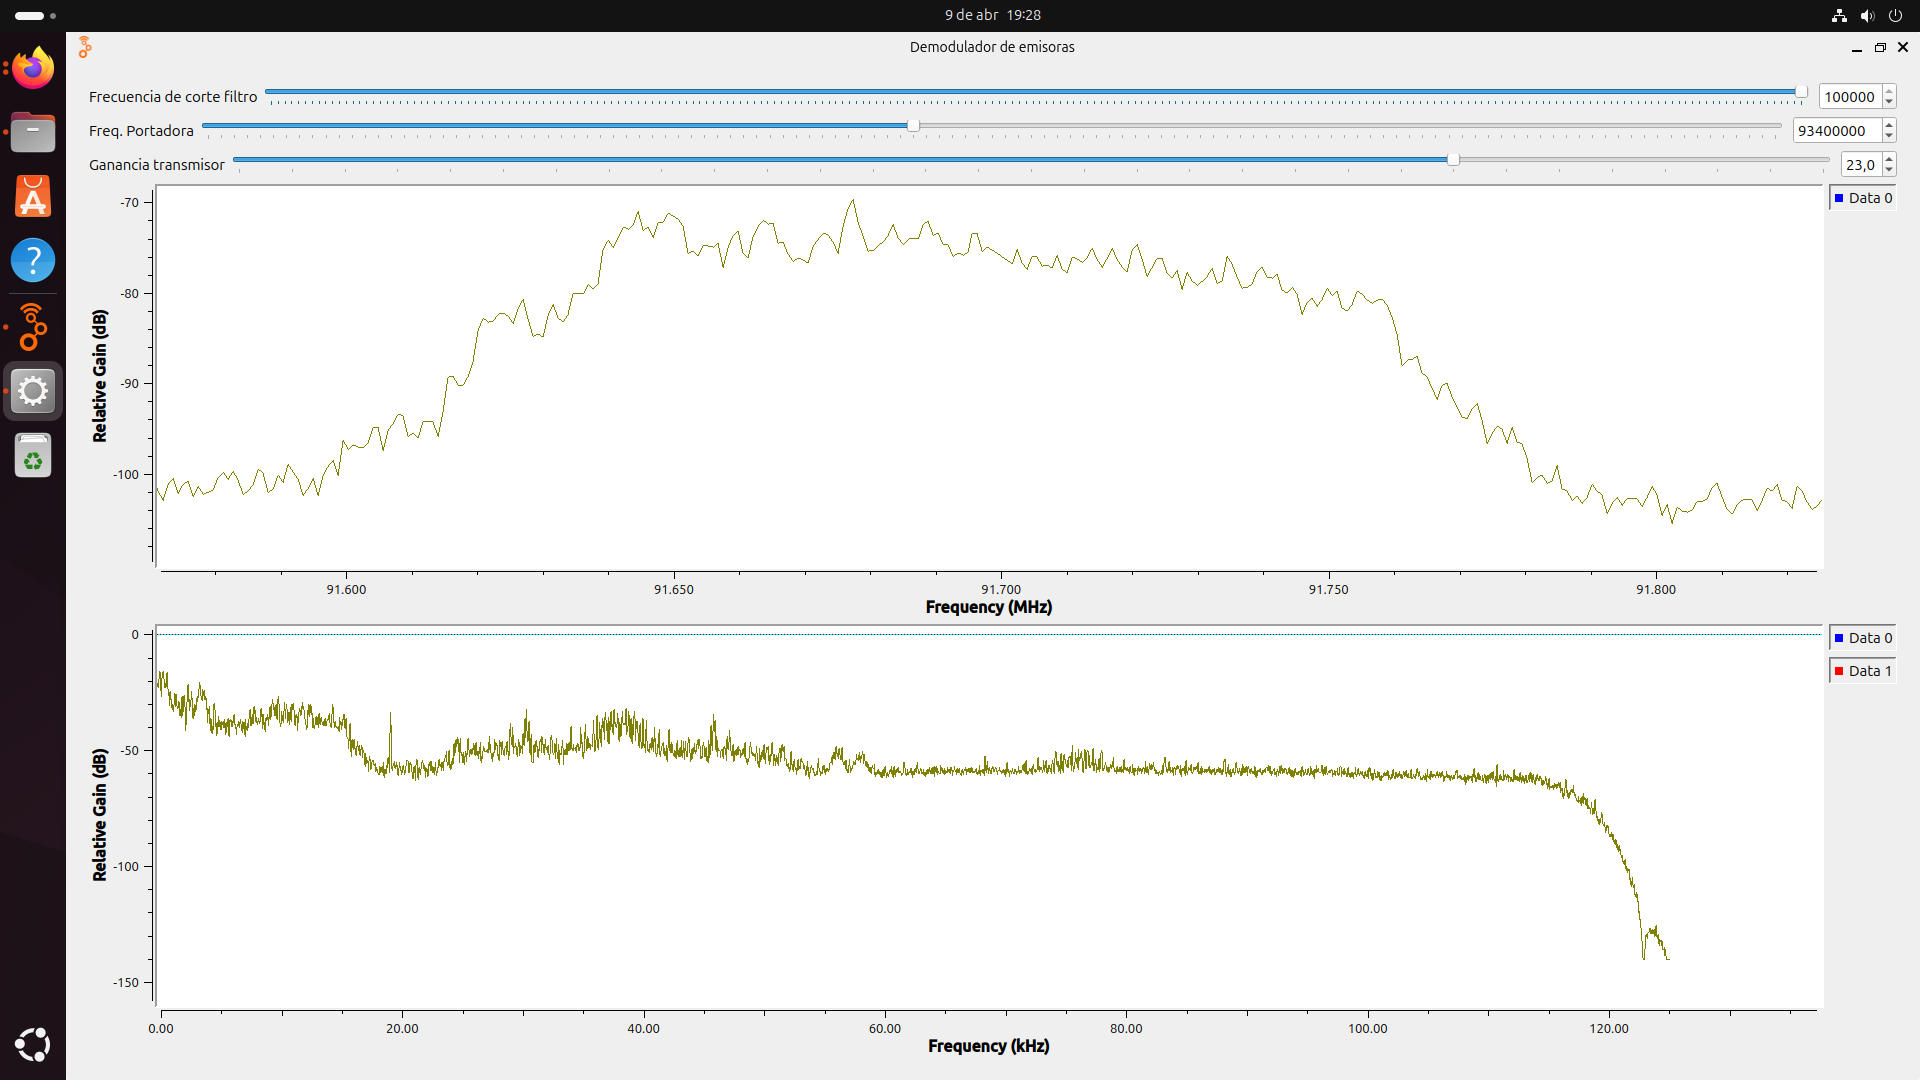 9 de abr 19:28
Demodulador de emisoras
Frecuencia de corte filtro 100000
Freq. Portadora 93400000
Ganancia transmisor 23,0
Data 0
-70
-80
-90
-100
Relative Gain (dB)
91.600 91.650 91.700 91.750 91.800
Frequency (MHz)
Data 0
Data 1
0
-50
-100
-150
Relative Gain (dB)
0.00 20.00 40.00 60.00 80.00 100.00 120.00
Frequency (kHz)